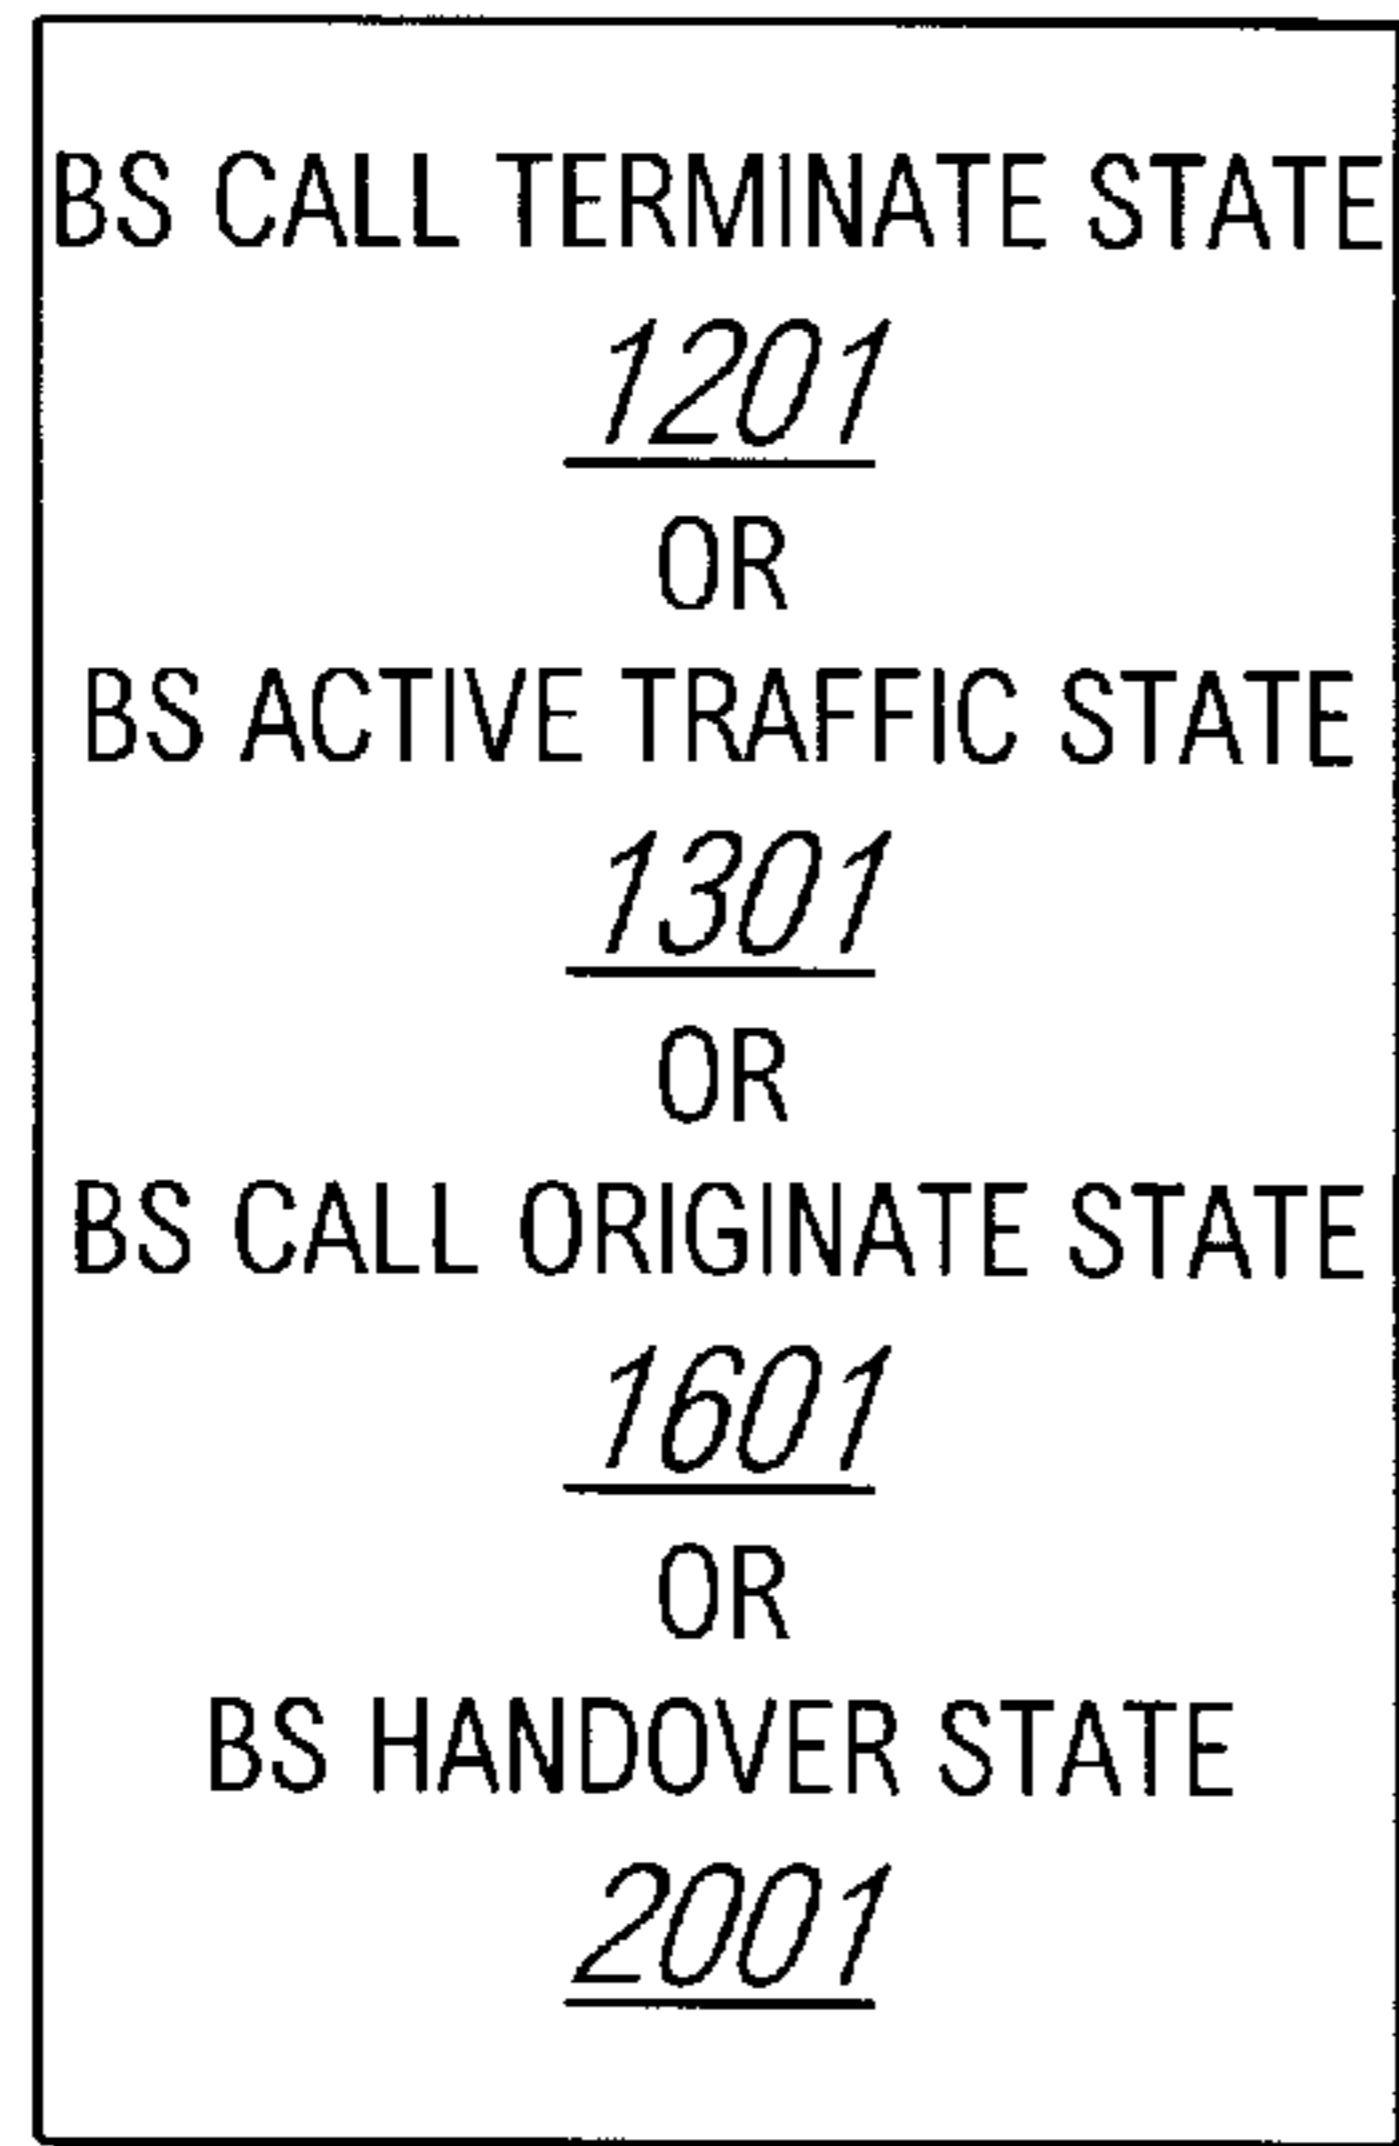 BS CALL TERMINATE STATE
1201
OR
BS ACTIVE TRAFFIC STATE
1301
OR
BS CALL ORIGINATE STATE
1601
OR
BS HANDOVER STATE
2001